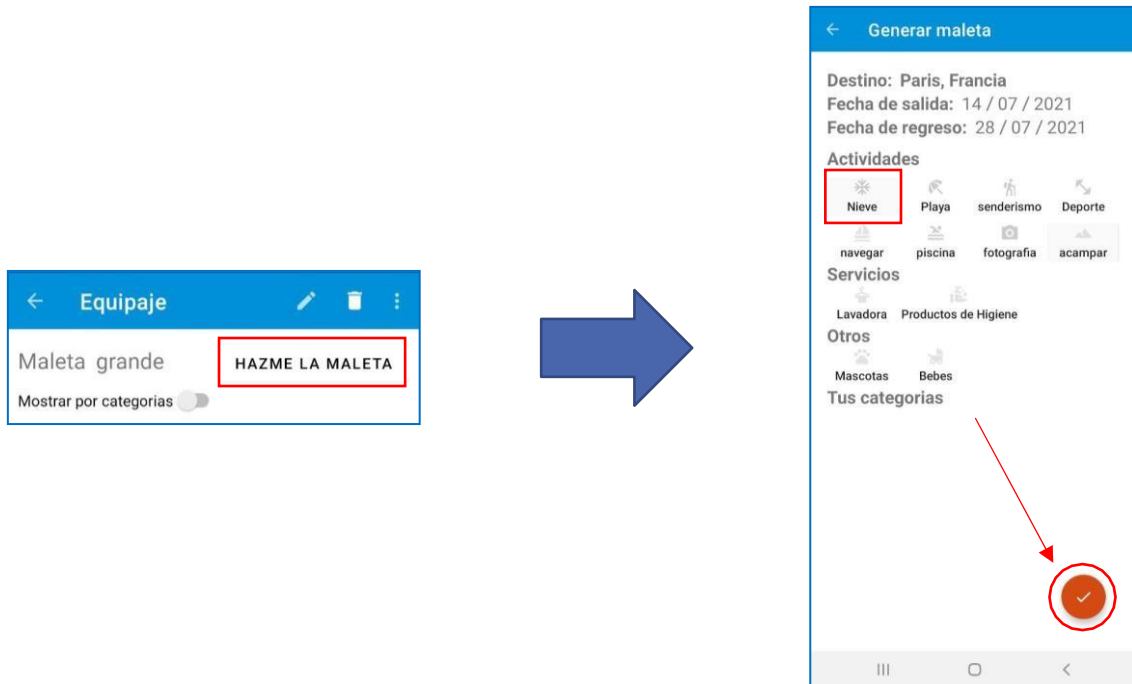 Equipaje
Maleta grande HAZME LA MALETA
Mostrar por categorias
Generar maleta
Destino: Paris, Francia
Fecha de salida: 14 / 07 / 2021
Fecha de regreso: 28 / 07 / 2021
Actividades
Nieve Playa senderismo Deporte
navegar piscina fotografia acampar
Servicios
Lavadora Productos de Higiene
Otros
Mascotas Bebes
Tus categorias